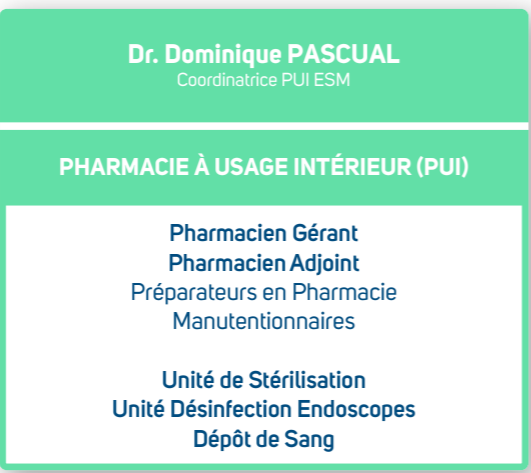 Dr. Dominique PASCUAL
Coordinatrice PUI ESM
PHARMACIE À USAGE INTÉRIEUR (PUI)
Pharmacien Gérant
Pharmacien Adjoint
Préparateurs en Pharmacie
Manutentionnaires
Unité de Stérilisation
Unité Désinfection Endoscopes
Dépôt de Sang